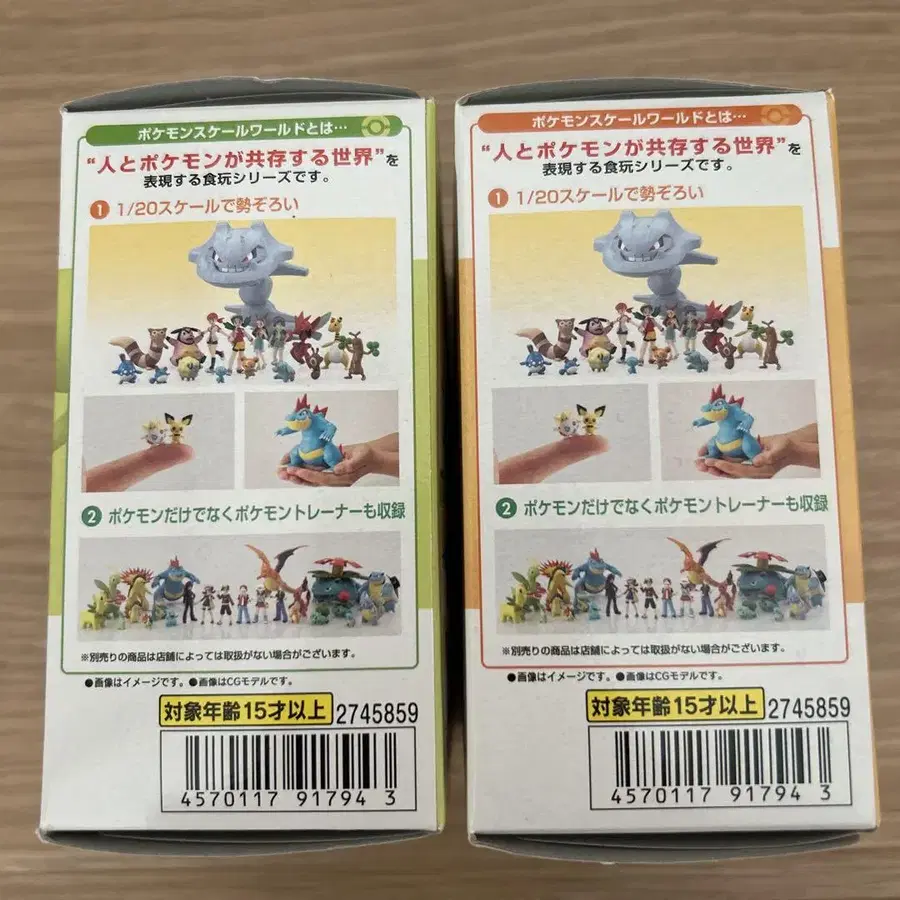 ポケモンスケールワールドとは…
“人とポケモンが共存する世界”を
表現する食玩シリーズです。
1 1/20スケールで勢ぞろい
2 ポケモンだけでなくポケモントレーナーも収録
※別売りの商品は店舗によっては取扱がない場合がございます。
●画像はイメージです。●画像はCGモデルです。
対象年齢15才以上 2745859
4570117 917943
ポケモンスケールワールドとは…
“人とポケモンが共存する世界”を
表現する食玩シリーズです。
1 1/20スケールで勢ぞろい
2 ポケモンだけでなくポケモントレーナーも収録
※別売りの商品は店舗によっては取扱がない場合がございます。
●画像はイメージです。●画像はCGモデルです。
対象年齢15才以上 2745859
4570117 917943